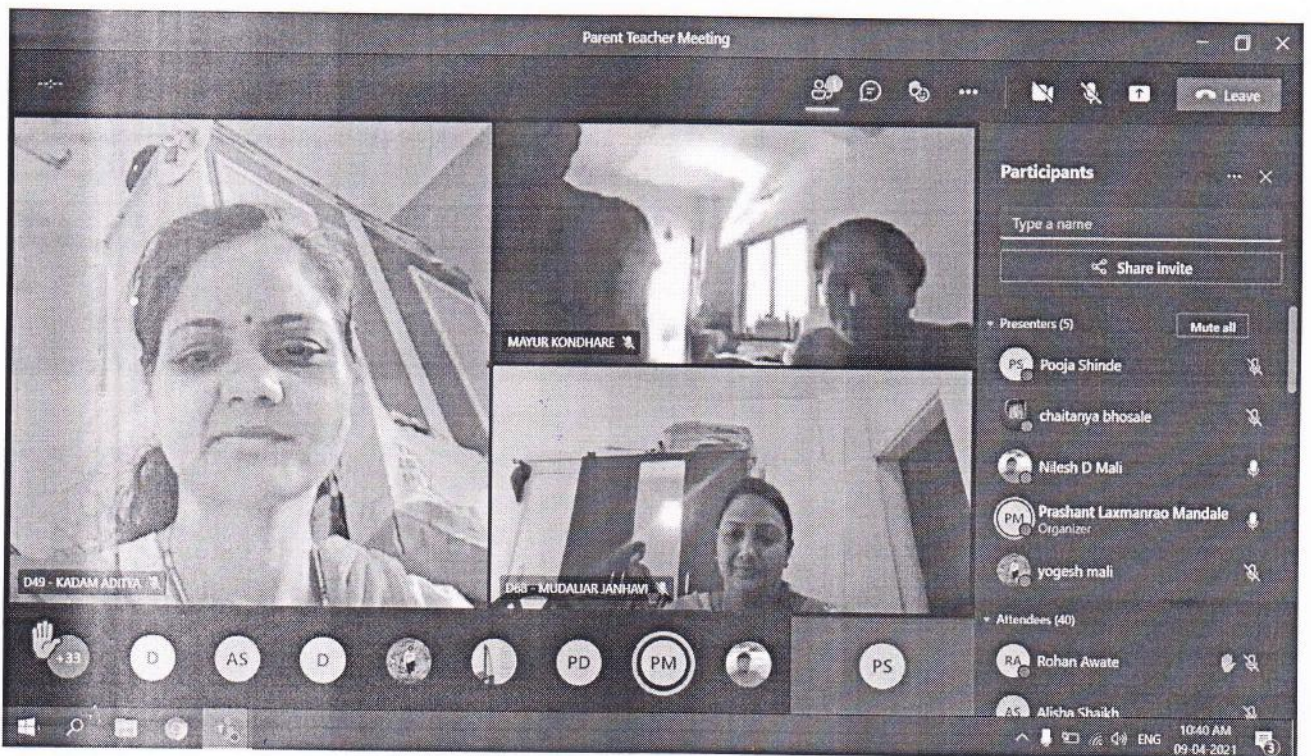 Parent Teacher Meeting
1
Leave
Participants
Type a name
Share invite
Presenters (5)
Mute all
PS
Pooja Shinde
chaitanya bhosale
Nilesh D Mali
PM
Prashant Laxmanrao Mandale
Organizer
yogesh mali
Attendees (40)
RA
Rohan Awate
AS
Alisha Shaikh
MAYUR KONDHARE
D49 - KADAM ADITYA
D68 - MUDALIAR JANHAVI
+33
D
AS
D
PD
PM
PS
ENG
10:40 AM
09-04-2021
3